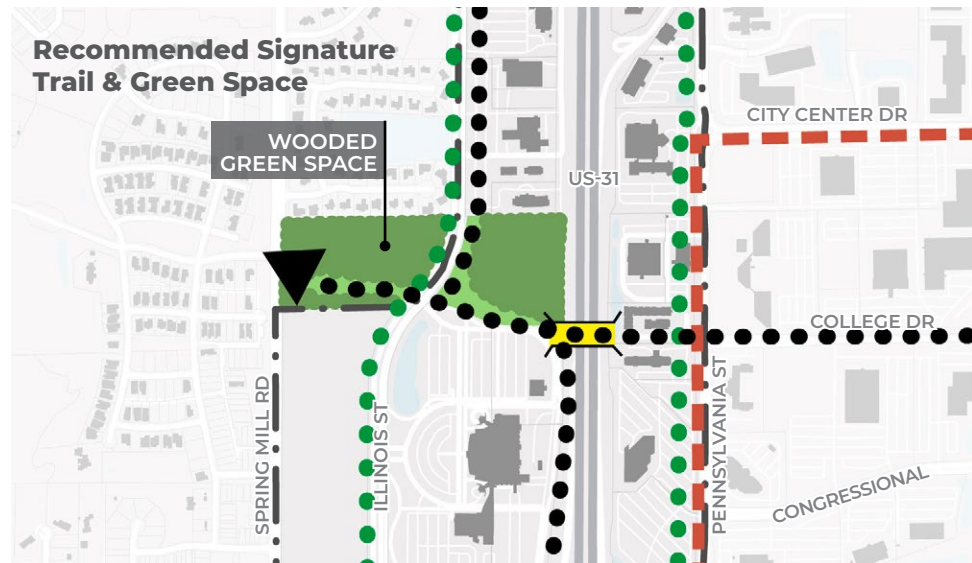 Recommended Signature
Trail & Green Space
WOODED
GREEN SPACE
CITY CENTER DR
US-31
COLLEGE DR
SPRING MILL RD
ILLINOIS ST
PENNSYLVANIA ST
CONGRESSIONAL